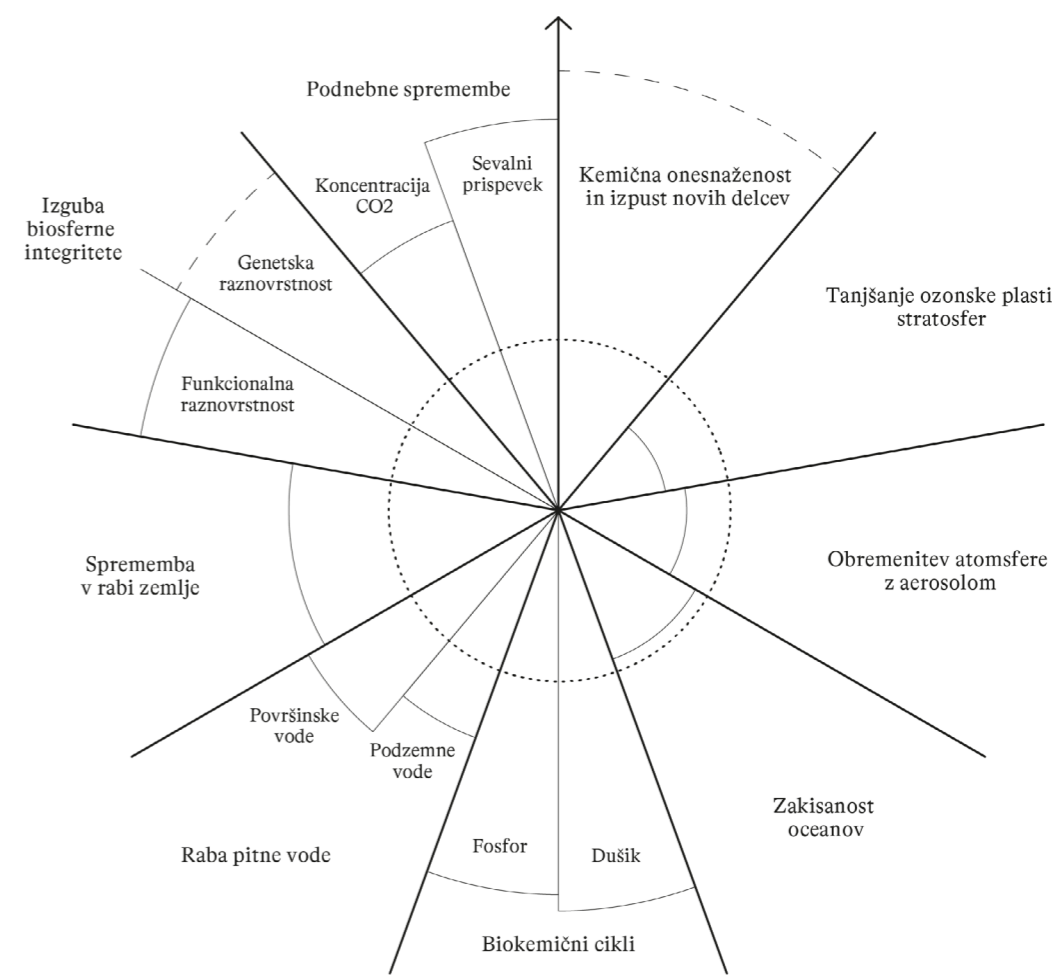 Podnebne spremembe
Sevalni
prispevek
Koncentracija
CO2
Kemična onesnaženost
in izpust novih delcev
Izguba
biosferne
integritete
Genetska
raznovrstnost
Tanjšanje ozonske plasti
stratosfer
Funkcionalna
raznovrstnost
Sprememba
v rabi zemlje
Obremenitev atomsfere
z aerosolom
Površinske
vode
Podzemne
vode
Zakisanost
oceanov
Raba pitne vode
Fosfor
Dušik
Biokemični cikli